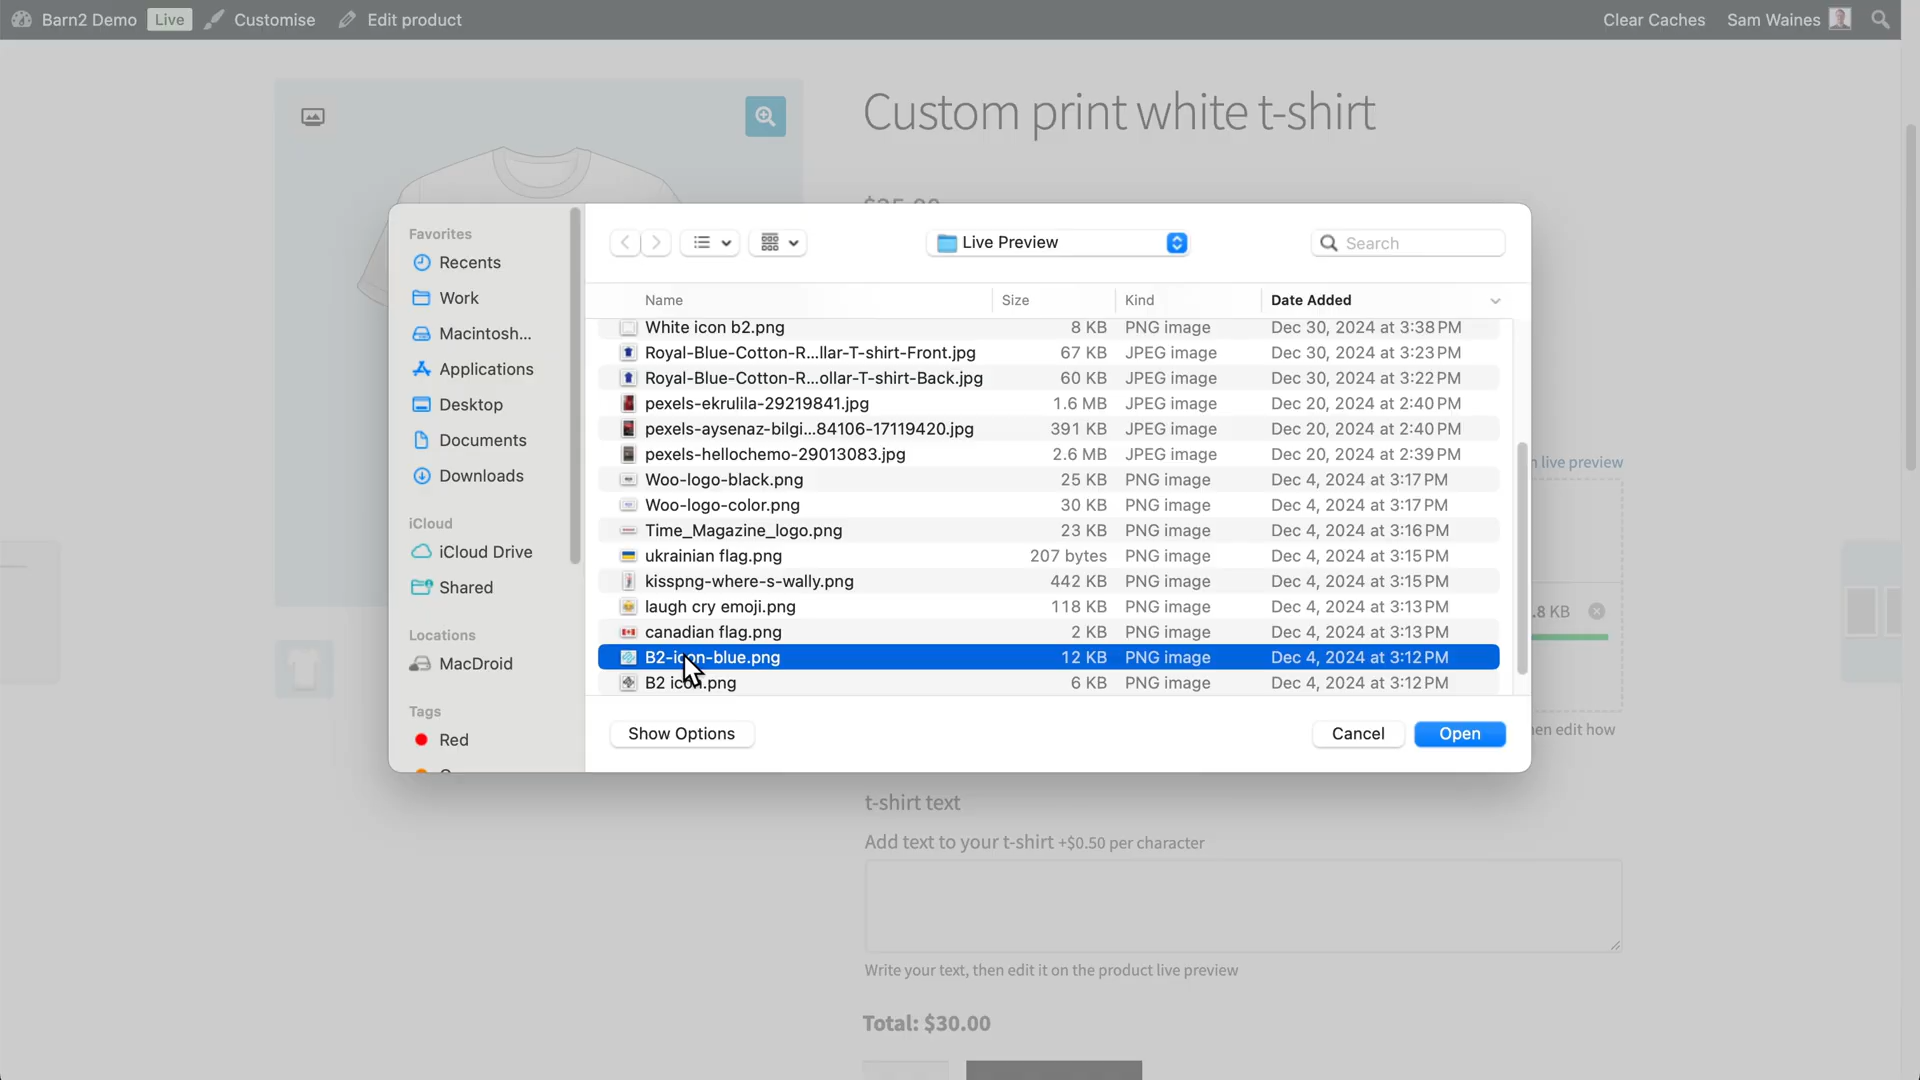 Barn2 Demo Live Customise Edit product Clear Caches Sam Waines
Custom print white t-shirt
$25.00
Favorites
Recents
Work
Macintosh...
Applications
Desktop
Documents
Downloads
iCloud
iCloud Drive
Shared
Locations
MacDroid
Tags
Red
Live Preview
Search
Name Size Kind Date Added
White icon b2.png 8 KB PNG image Dec 30, 2024 at 3:38 PM
Royal-Blue-Cotton-R...llar-T-shirt-Front.jpg 67 KB JPEG image Dec 30, 2024 at 3:23 PM
Royal-Blue-Cotton-R...ollar-T-shirt-Back.jpg 60 KB JPEG image Dec 30, 2024 at 3:22 PM
pexels-ekrulila-29219841.jpg 1.6 MB JPEG image Dec 20, 2024 at 2:40 PM
pexels-aysenaz-bilgi...84106-17119420.jpg 391 KB JPEG image Dec 20, 2024 at 2:40 PM
pexels-hellochemo-29013083.jpg 2.6 MB JPEG image Dec 20, 2024 at 2:39 PM
Woo-logo-black.png 25 KB PNG image Dec 4, 2024 at 3:17 PM
Woo-logo-color.png 30 KB PNG image Dec 4, 2024 at 3:17 PM
Time_Magazine_logo.png 23 KB PNG image Dec 4, 2024 at 3:16 PM
ukrainian flag.png 207 bytes PNG image Dec 4, 2024 at 3:15 PM
kisspng-where-s-wally.png 442 KB PNG image Dec 4, 2024 at 3:15 PM
laugh cry emoji.png 118 KB PNG image Dec 4, 2024 at 3:13 PM
canadian flag.png 2 KB PNG image Dec 4, 2024 at 3:13 PM
B2-icon-blue.png 12 KB PNG image Dec 4, 2024 at 3:12 PM
B2 icon.png 6 KB PNG image Dec 4, 2024 at 3:12 PM
Show Options Cancel Open
live preview
.8 KB
edit how
t-shirt text
Add text to your t-shirt +$0.50 per character
Write your text, then edit it on the product live preview
Total: $30.00